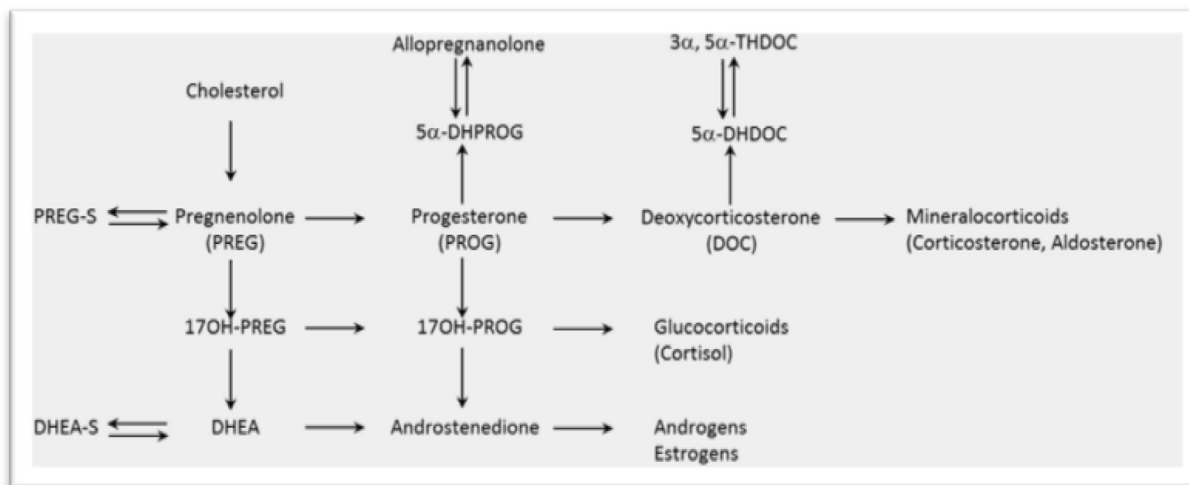 Allopregnanolone
3α, 5α-THDOC
Cholesterol
5α-DHPROG
5α-DHDOC
PREG-S
Pregnenolone
(PREG)
Progesterone
(PROG)
Deoxycorticosterone
(DOC)
Mineralocorticoids
(Corticosterone, Aldosterone)
17OH-PREG
17OH-PROG
Glucocorticoids
(Cortisol)
DHEA-S
DHEA
Androstenedione
Androgens
Estrogens